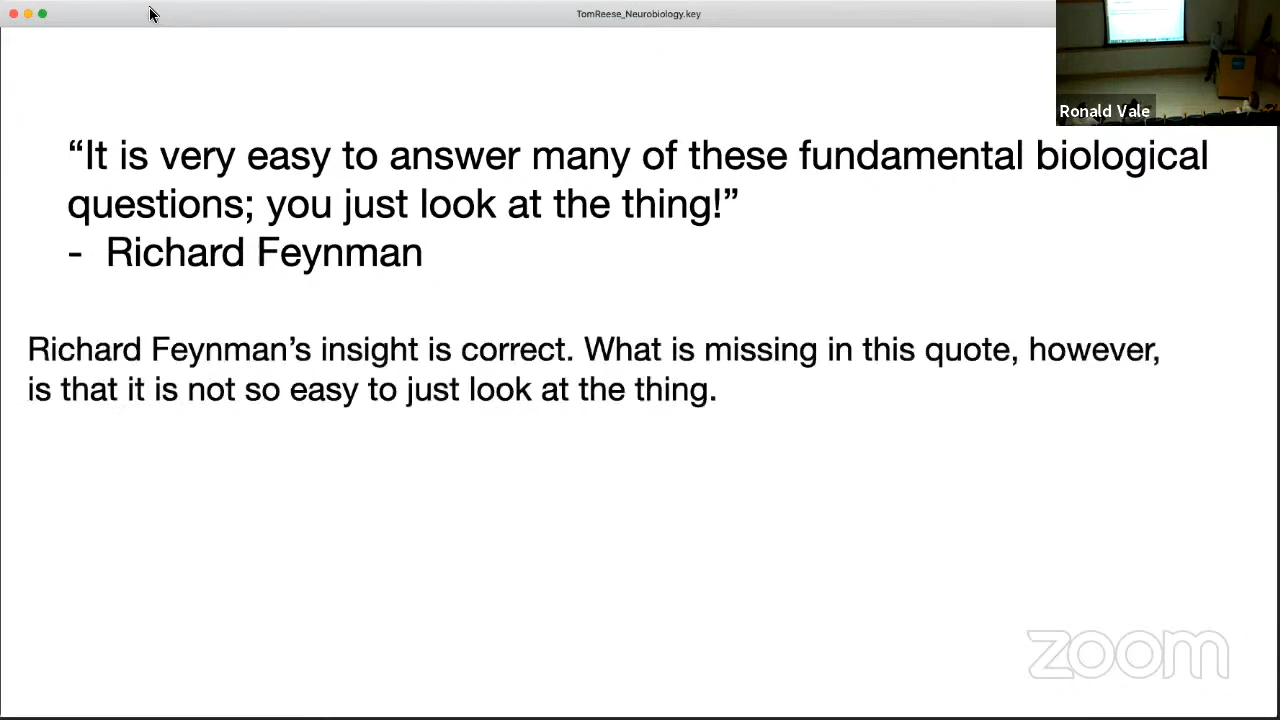 TomReese_Neurobiology.key
Ronald Vale
“It is very easy to answer many of these fundamental biological
questions; you just look at the thing!”
- Richard Feynman
Richard Feynman’s insight is correct. What is missing in this quote, however,
is that it is not so easy to just look at the thing.
zoom